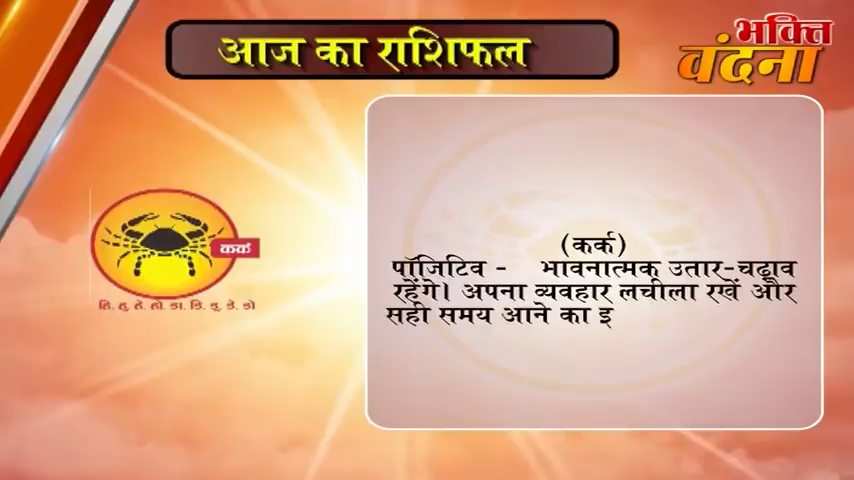 आज का राशिफल
भक्ति
वंदना
(कर्क)
पॉजिटिव - भावनात्मक उतार-चढ़ाव
रहेंगे। अपना व्यवहार लचीला रखें और
सही समय आने का इ
कर्क
हि. हु. हे. हो. डा. डि. डू. डे. डो